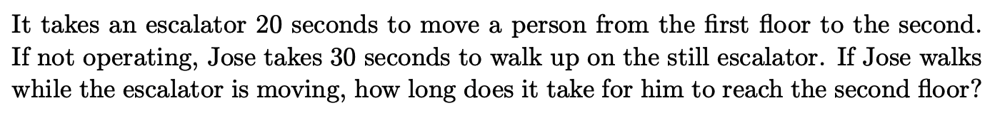 It takes an escalator 20 seconds to move a person from the first floor to the second.
If not operating, Jose takes 30 seconds to walk up on the still escalator. If Jose walks
while the escalator is moving, how long does it take for him to reach the second floor?